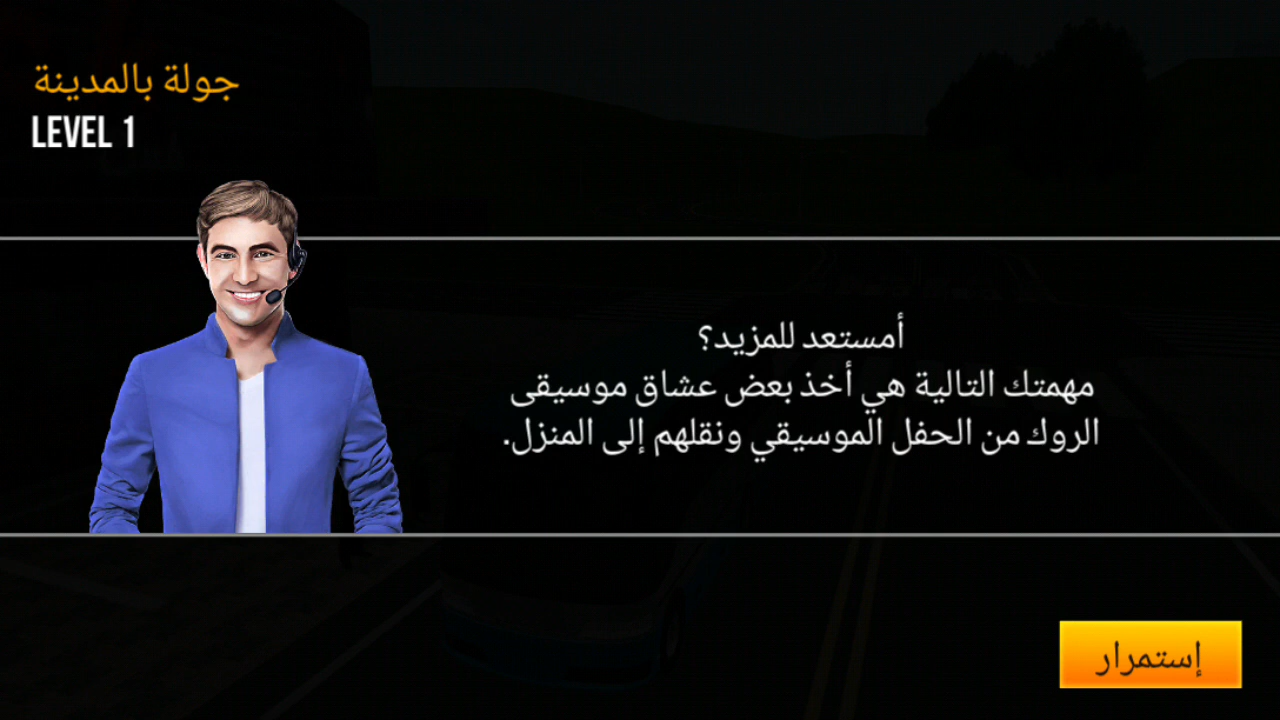 جولة بالمدينة
LEVEL 1
أمستعد للمزيد؟
مهمتك التالية هي أخذ بعض عشاق موسيقى
الروك من الحفل الموسيقي ونقلهم إلى المنزل.
إستمرار